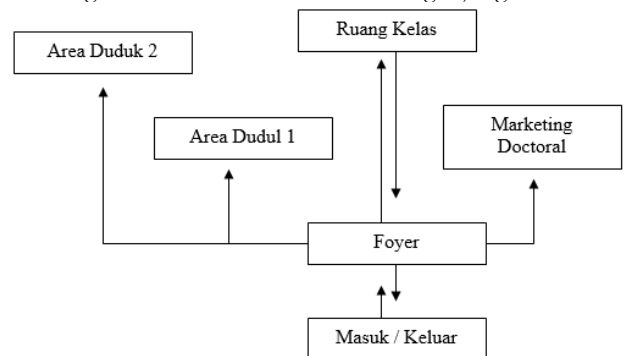 Ruang Kelas
Area Duduk 2
Area Dudul 1
Marketing
Doctoral
Foyer
Masuk / Keluar